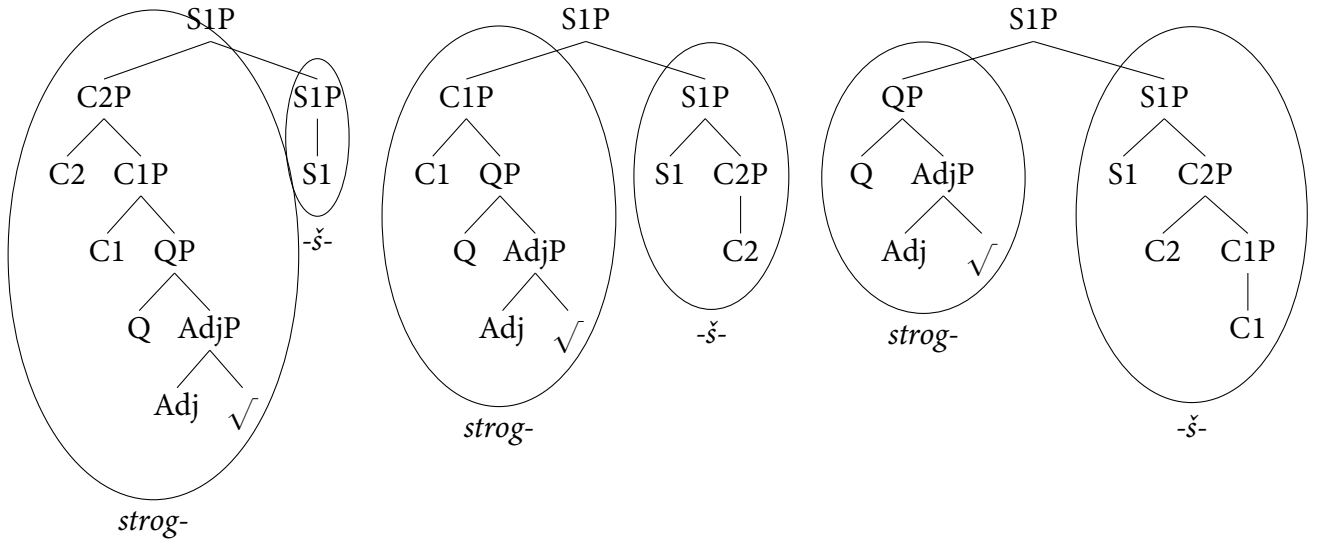 S1P S1P S1P
C2P S1P C1P S1P QP S1P
C2 C1P S1 C1 QP S1 C2P Q AdjP S1 C2P
C1 QP -š- Q AdjP C2 Adj √ C2 C1P
Q AdjP Adj √ -š- strog- C1
Adj √ strog- -š-
strog-